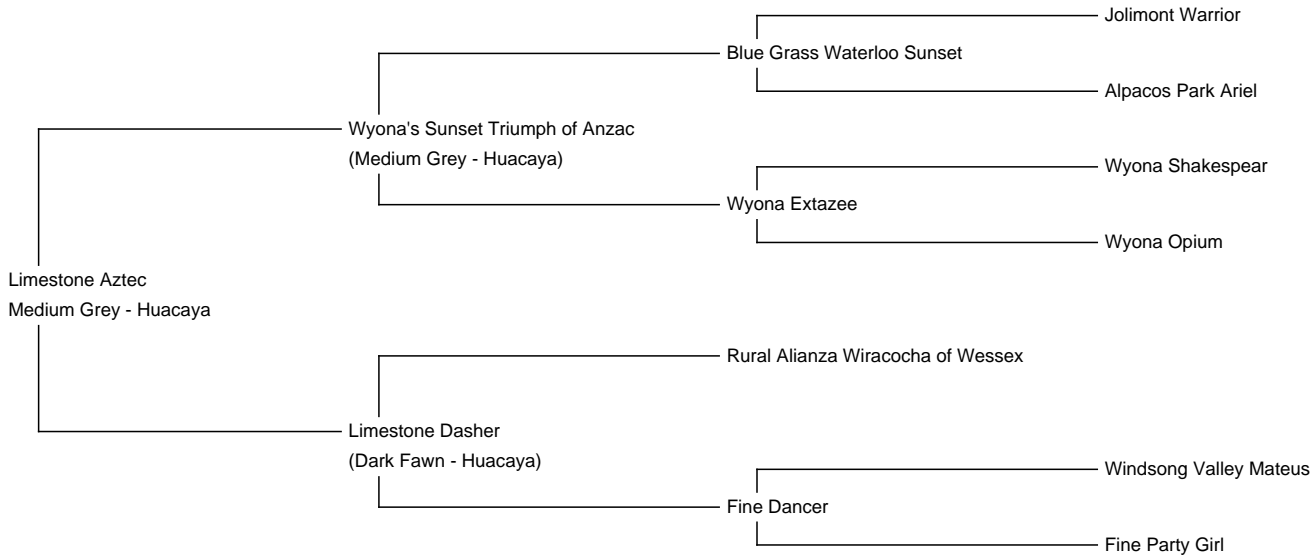 Jolimont Warrior
Blue Grass Waterloo Sunset
Alpacos Park Ariel
Wyona's Sunset Triumph of Anzac
(Medium Grey - Huacaya)
Wyona Shakespear
Wyona Extazee
Wyona Opium
Limestone Aztec
Medium Grey - Huacaya
Rural Alianza Wiracocha of Wessex
Limestone Dasher
(Dark Fawn - Huacaya)
Windsong Valley Mateus
Fine Dancer
Fine Party Girl